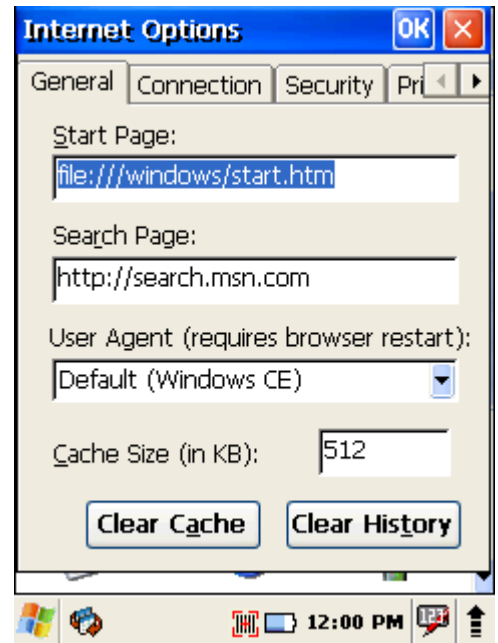 Internet Options OK
General Connection Security Pri
Start Page:
file:///windows/start.htm
Search Page:
http://search.msn.com
User Agent (requires browser restart):
Default (Windows CE)
Cache Size (in KB): 512
Clear Cache Clear History
12:00 PM 123